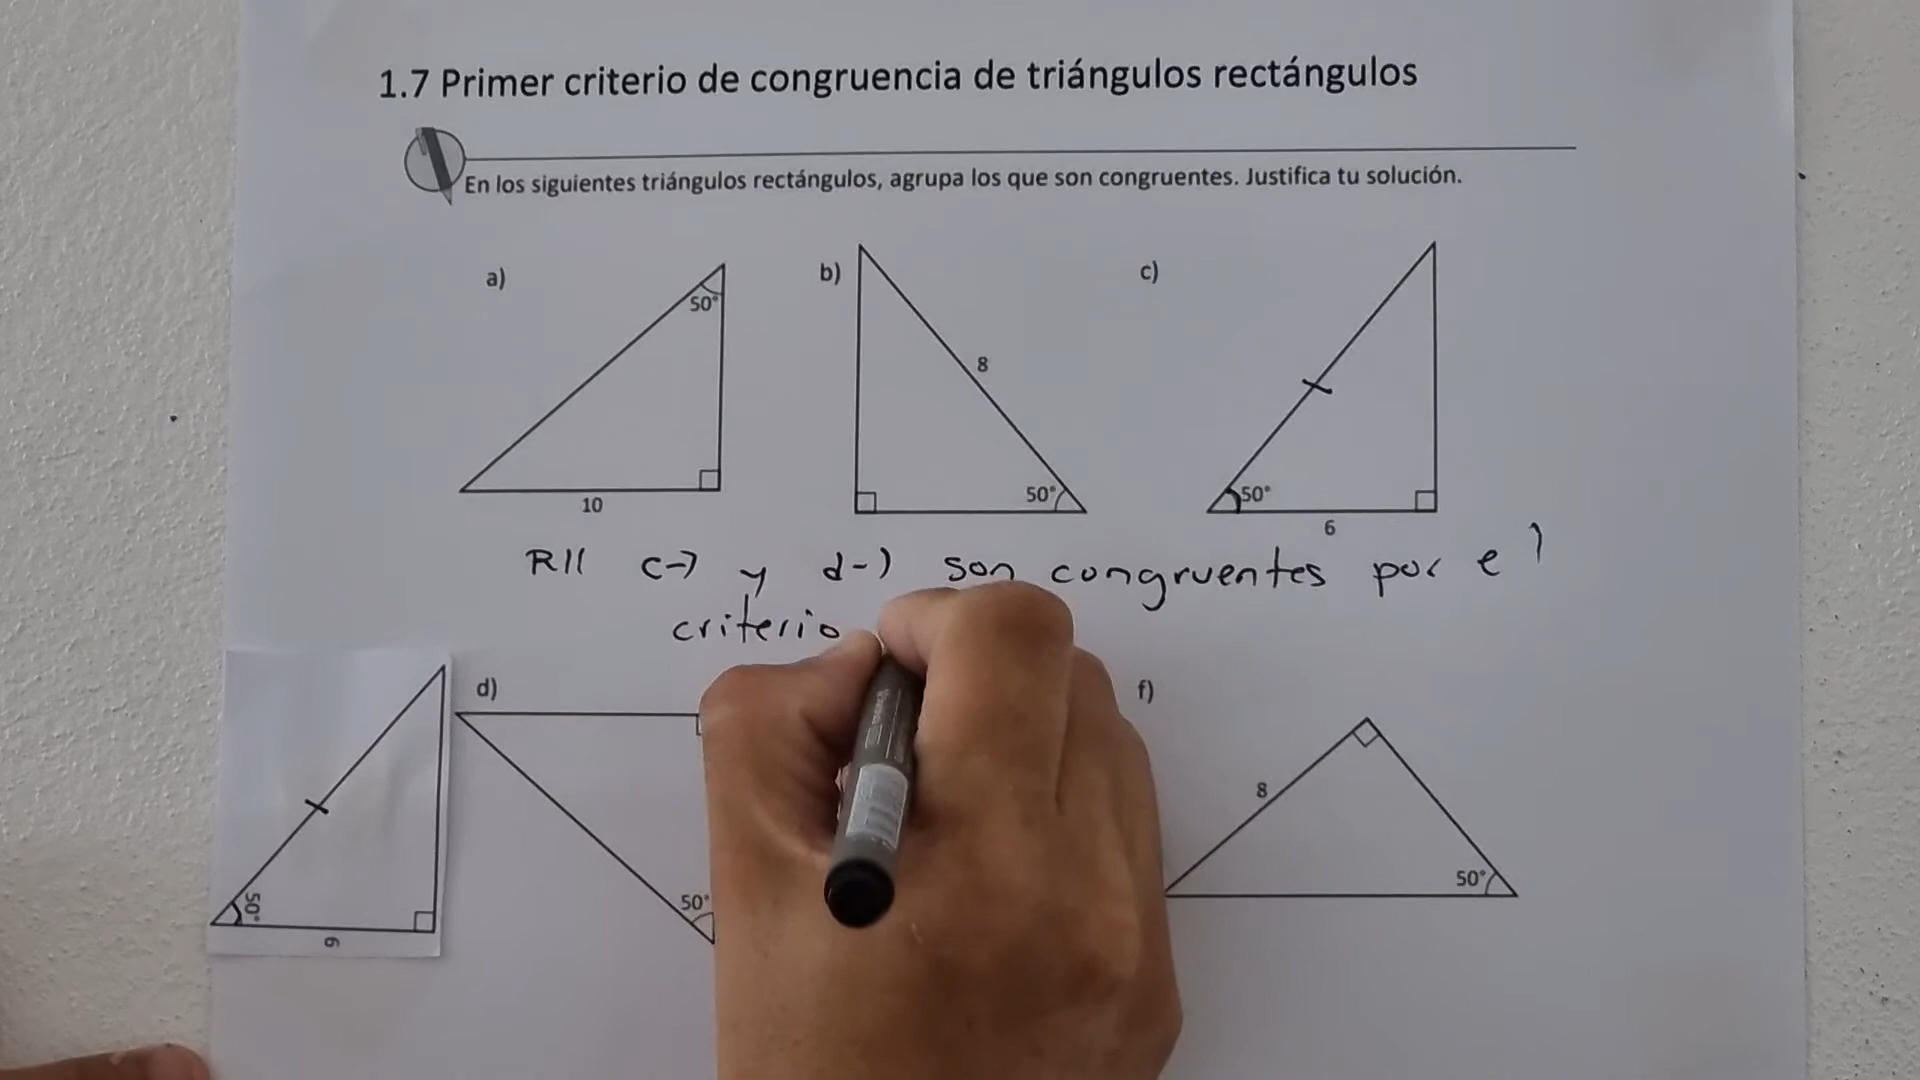 1.7 Primer criterio de congruencia de triángulos rectángulos
En los siguientes triángulos rectángulos, agrupa los que son congruentes. Justifica tu solución.
a)
50°
10
b)
8
50°
c)
50°
6
R// c-) y d-) son congruentes por el
criterio
50°
6
d)
50°
f)
8
50°